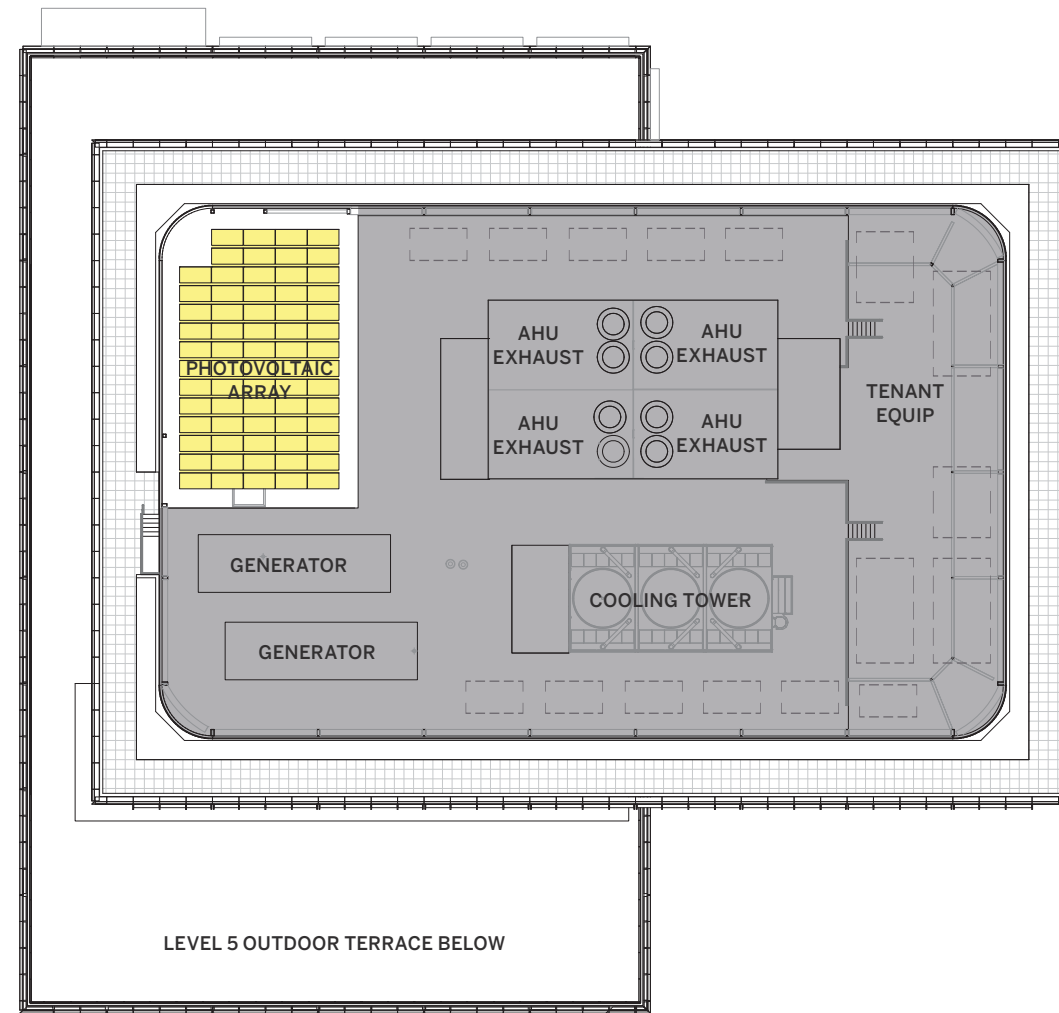 AHU
EXHAUST
AHU
EXHAUST
PHOTOVOLTAIC
ARRAY
TENANT
EQUIP
AHU
EXHAUST
AHU
EXHAUST
GENERATOR
COOLING TOWER
GENERATOR
LEVEL 5 OUTDOOR TERRACE BELOW